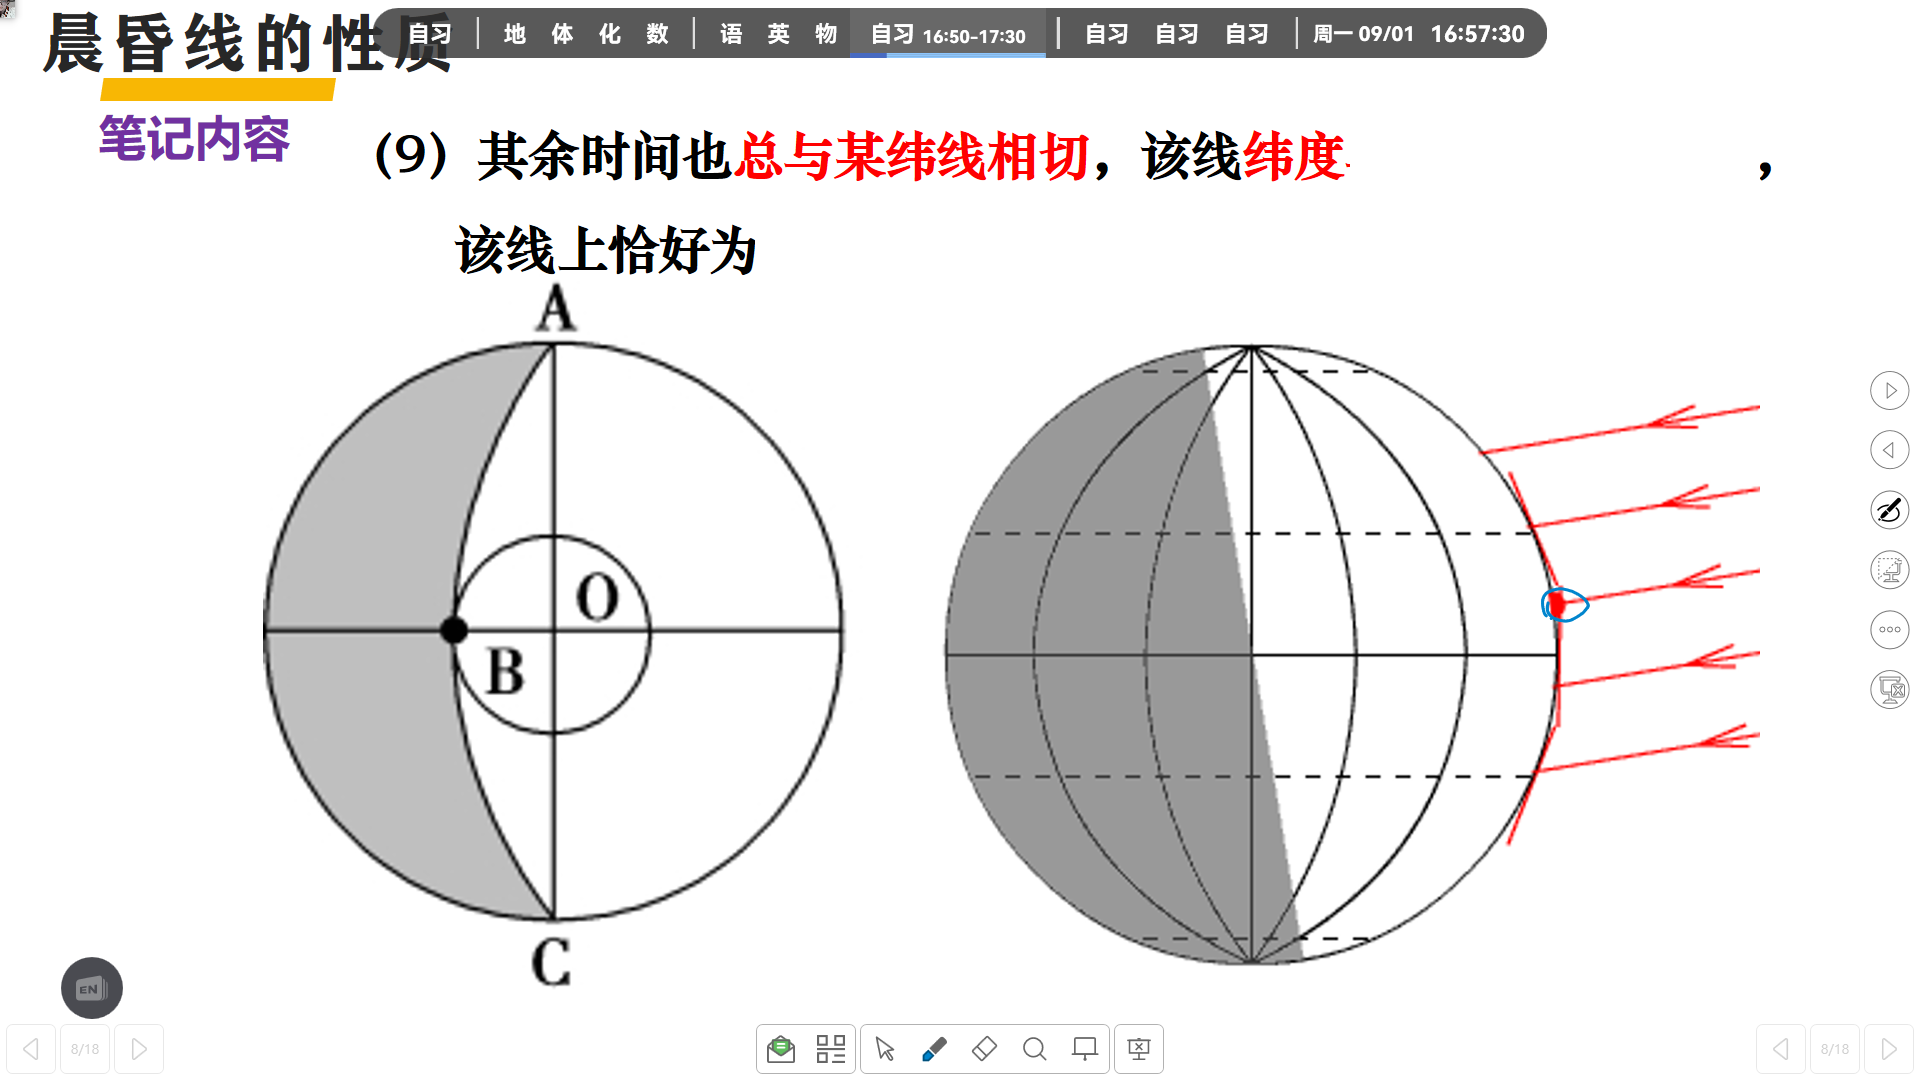 晨昏线的性质
自习 | 地 体 化 数 | 语 英 物 自习 16:50-17:30 | 自习 自习 自习 | 周一 09/01 16:57:30
笔记内容
（9）其余时间也总与某纬线相切，该线纬度 ，
该线上恰好为
A
O
B
C
EN
8/18
8/18